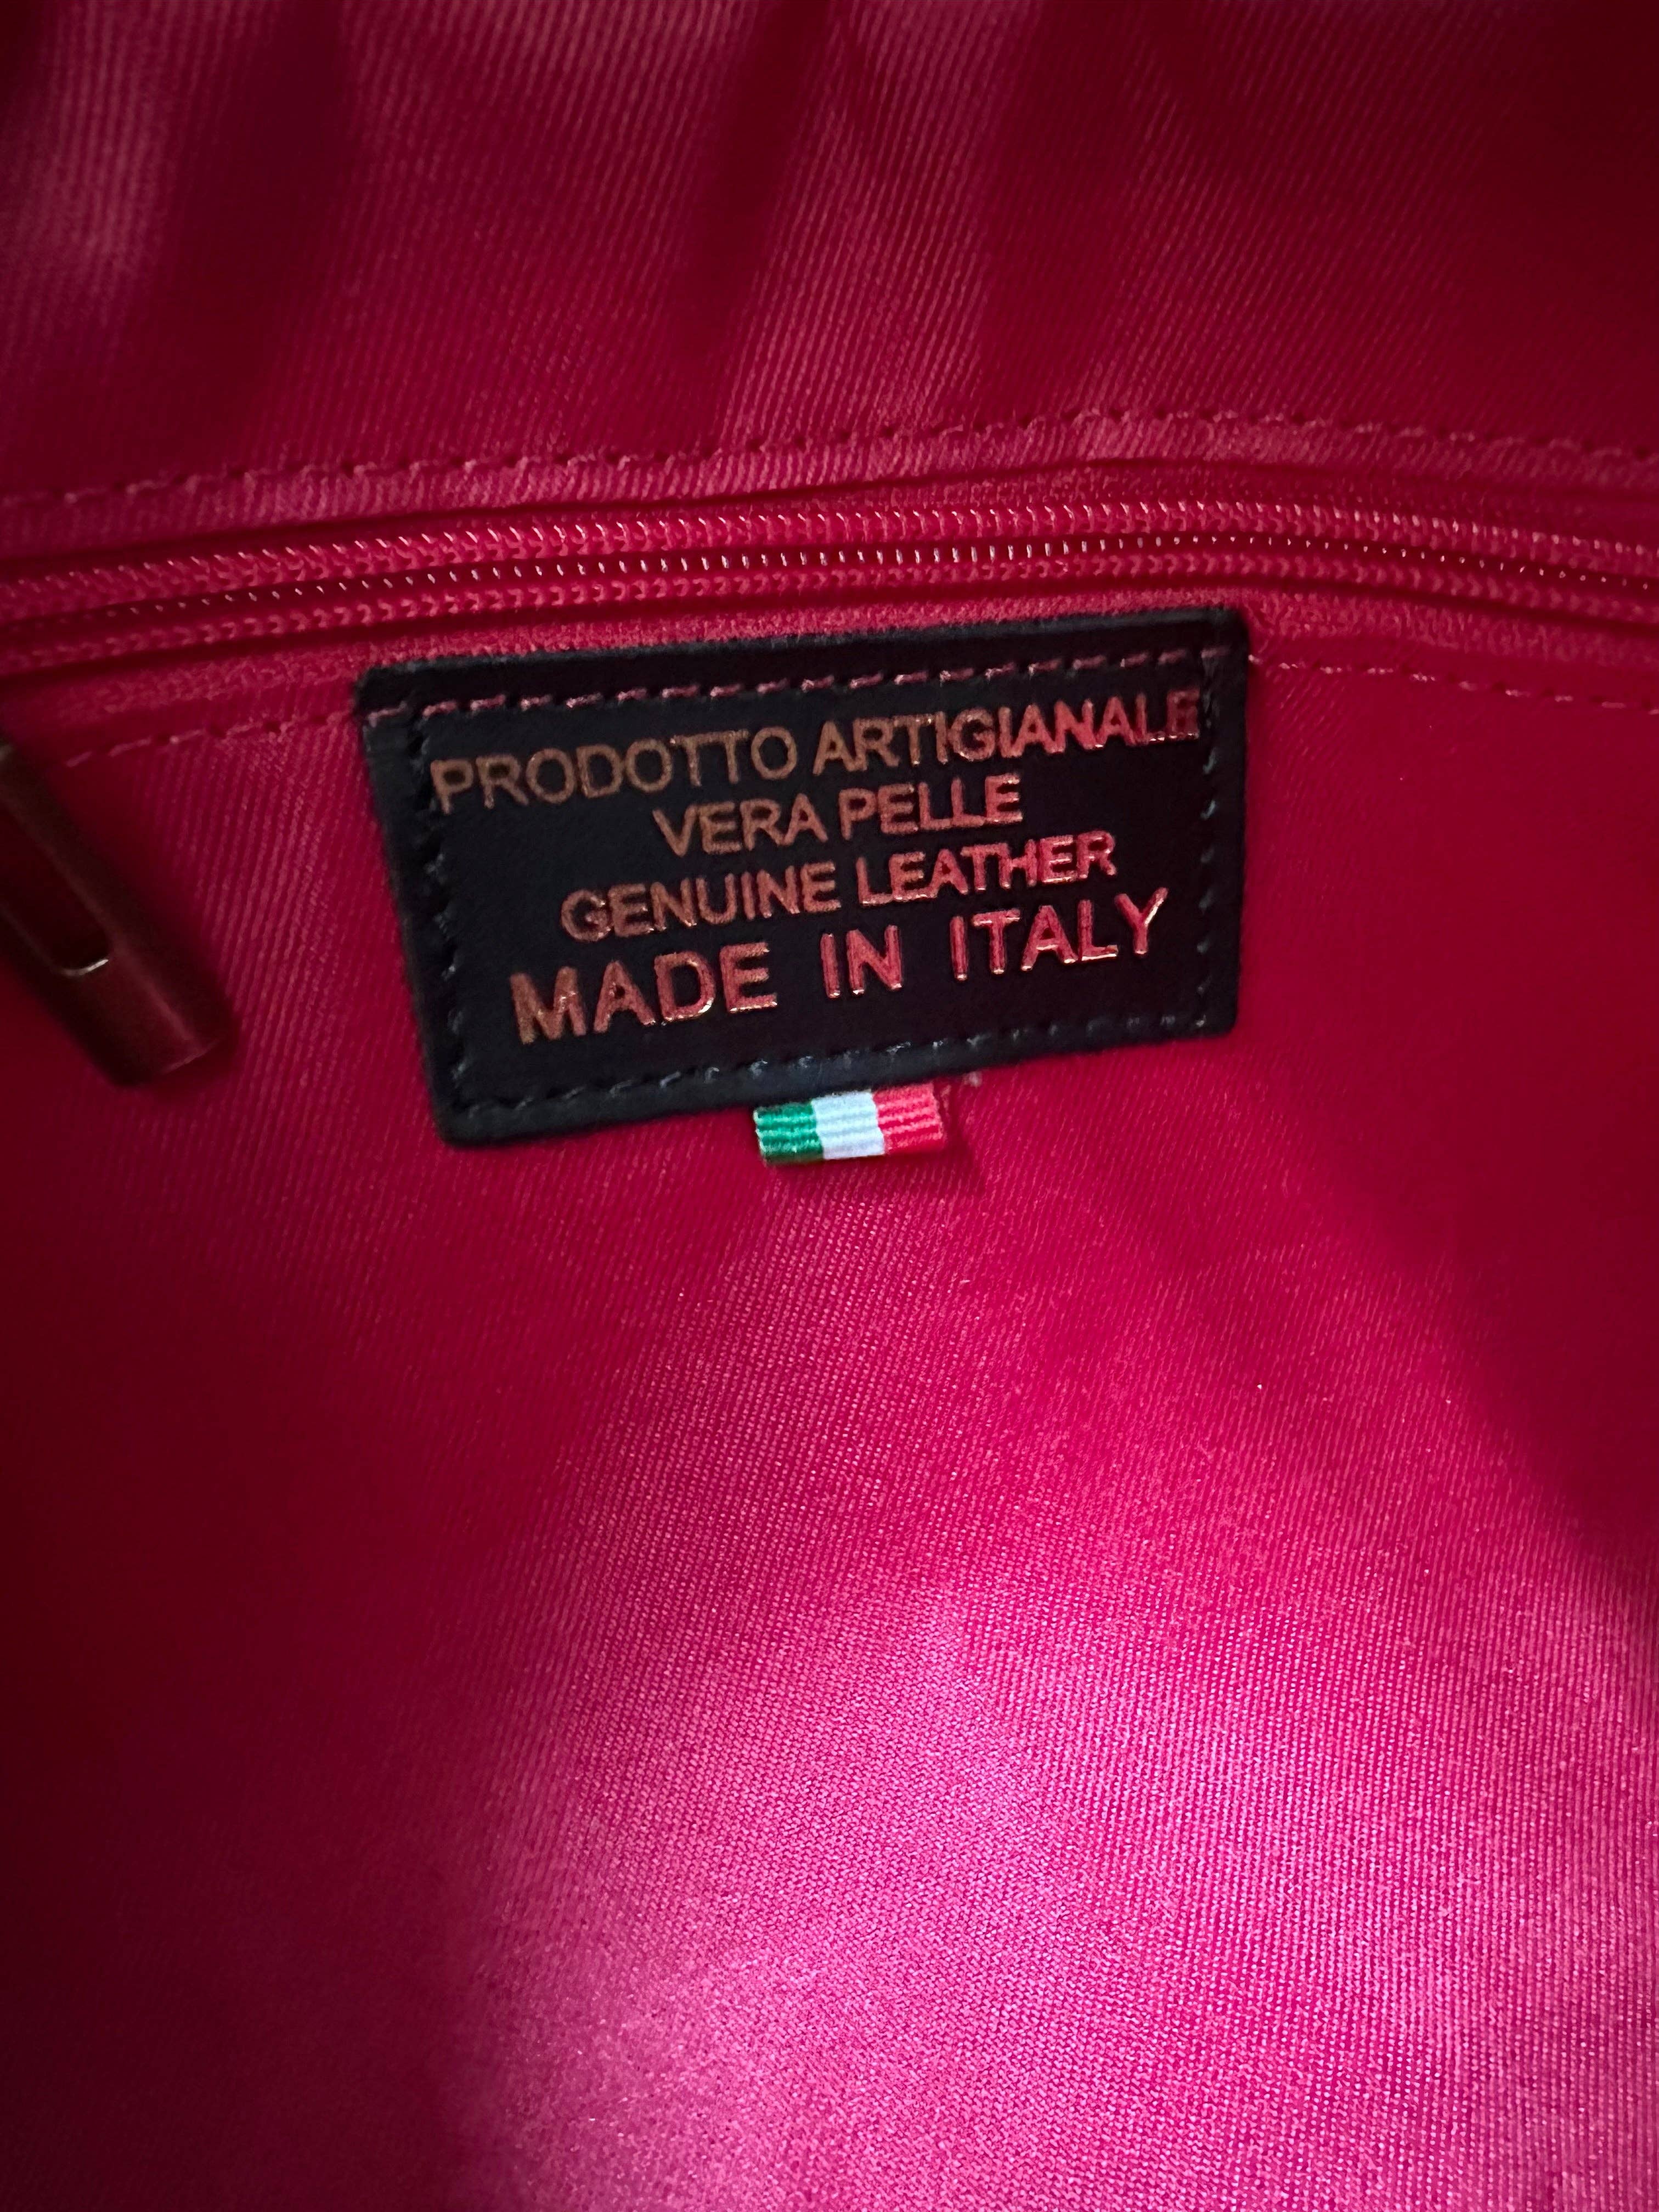 PRODOTTO ARTIGIANALE
VERA PELLE
GENUINE LEATHER
MADE IN ITALY